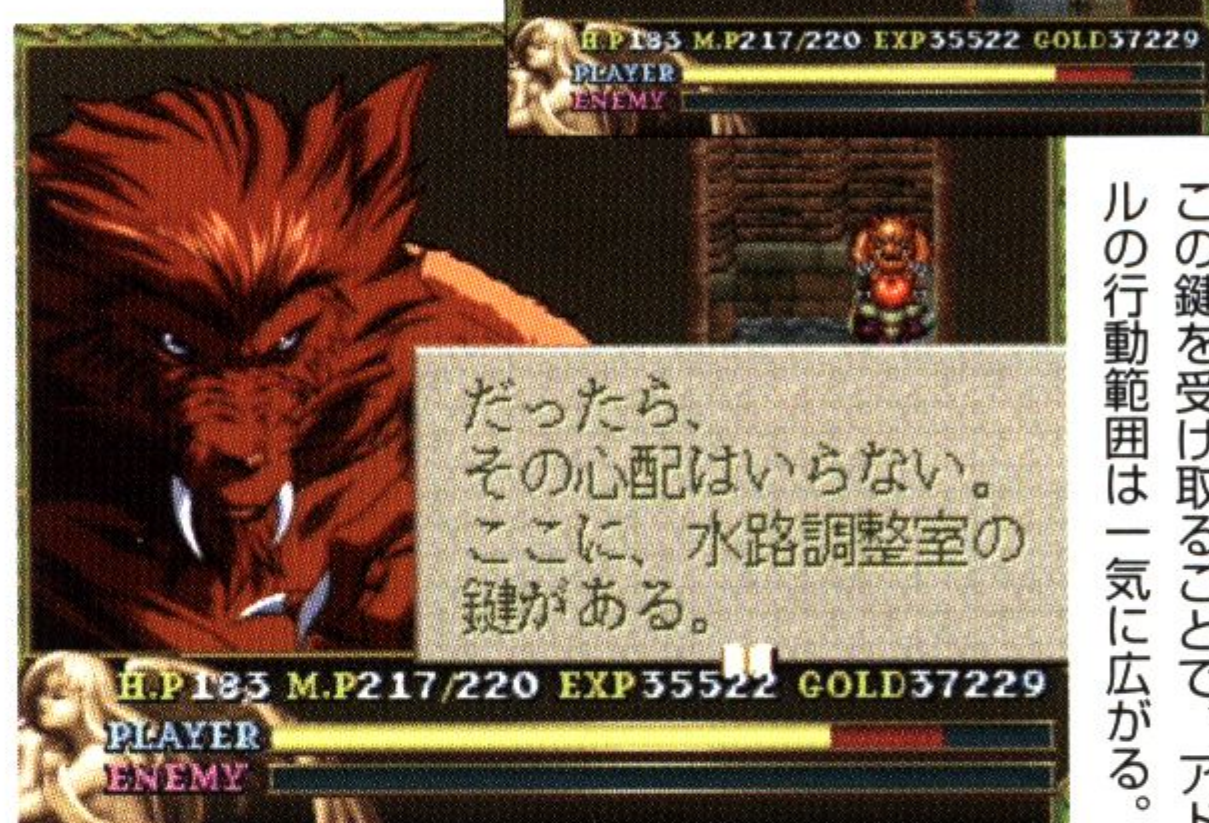 H.P183 M.P217/220 EXP35522 GOLD37229
PLAYER
ENEMY
この鍵を受け取ることで、アド
ルの行動範囲は一気に広がる。
だったら、
その心配はいらない。
ここに、水路調整室の
鍵がある。
H.P183 M.P217/220 EXP35522 GOLD37229
PLAYER
ENEMY